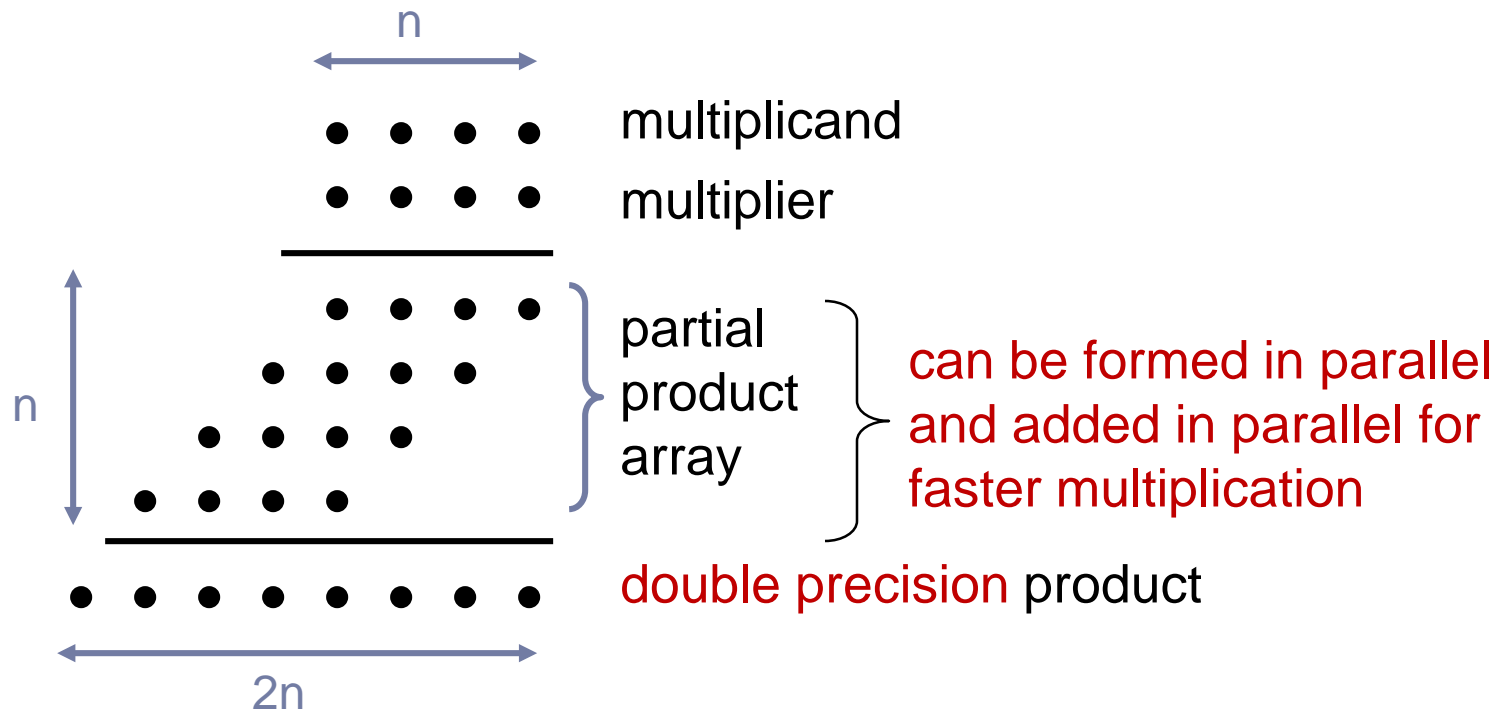 n
multiplicand
multiplier
n
partial
product
array
can be formed in parallel
and added in parallel for
faster multiplication
double precision product
2n